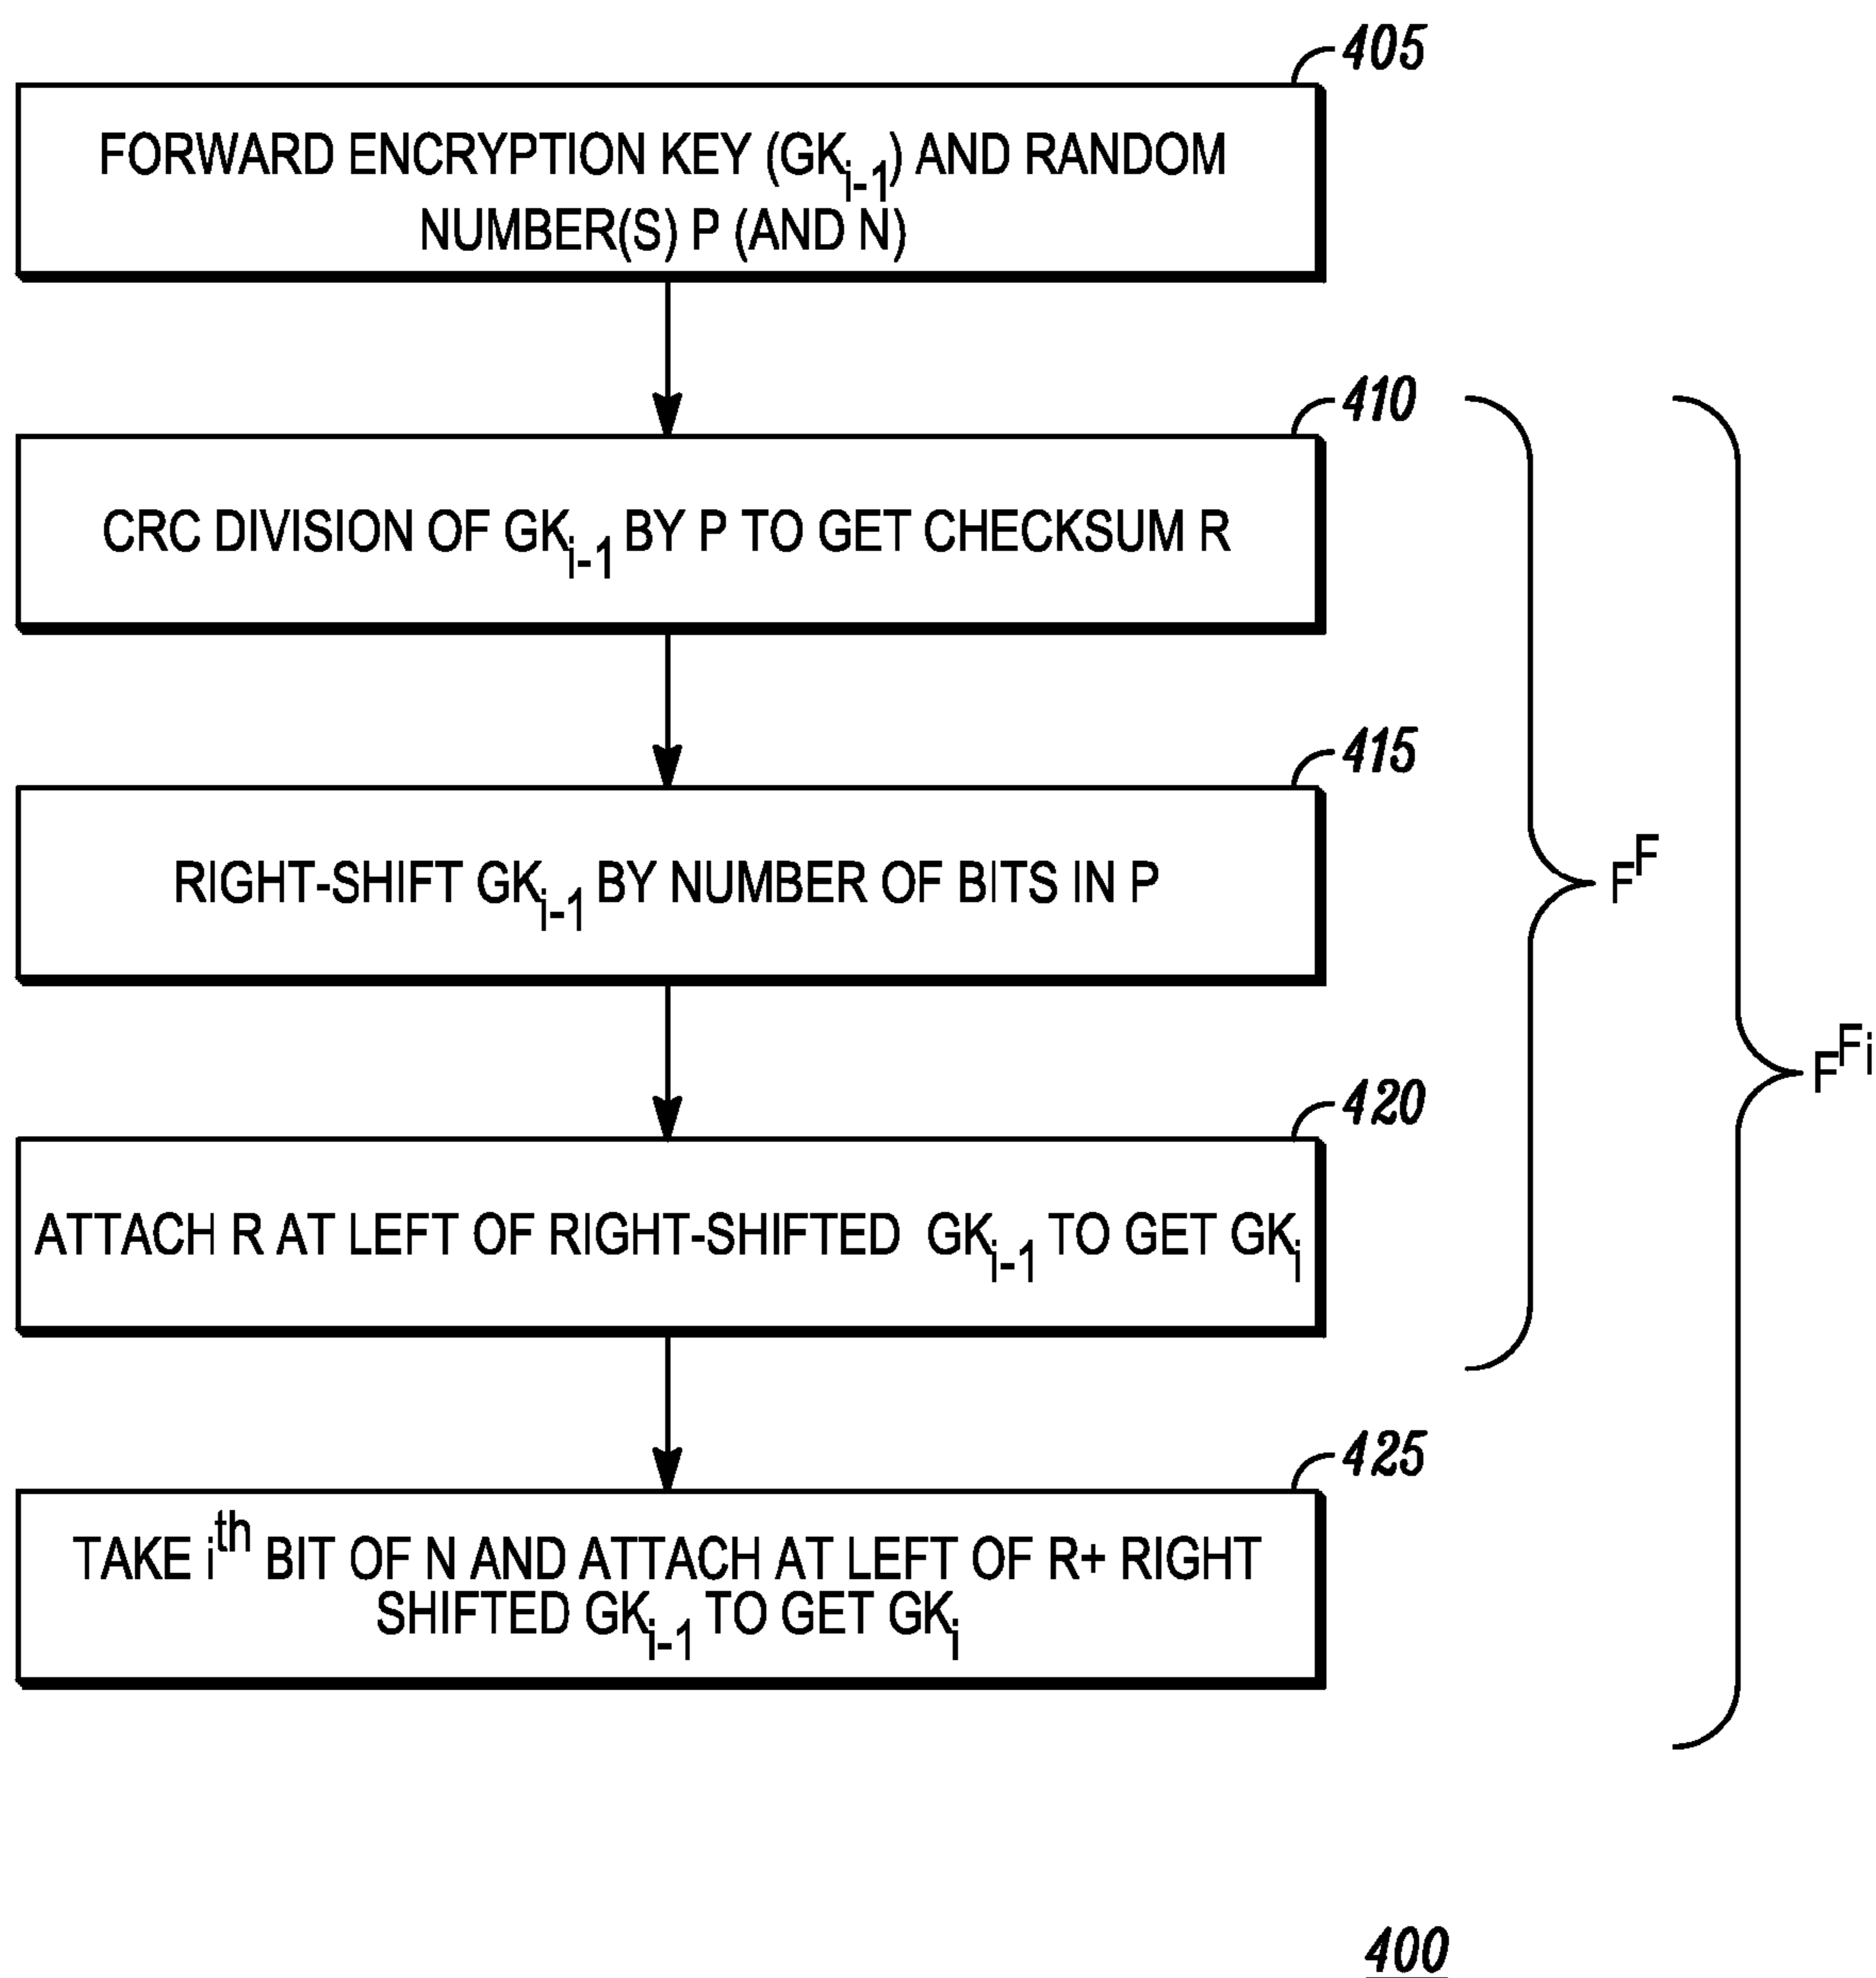 405
FORWARD ENCRYPTION KEY (GKi-1) AND RANDOM
NUMBER(S) P (AND N)
410
CRC DIVISION OF GKi-1 BY P TO GET CHECKSUM R
415
RIGHT-SHIFT GKi-1 BY NUMBER OF BITS IN P
FF
420
ATTACH R AT LEFT OF RIGHT-SHIFTED GKi-1 TO GET GKi
FFi
425
TAKE ith BIT OF N AND ATTACH AT LEFT OF R+ RIGHT
SHIFTED GKi-1 TO GET GKi
400